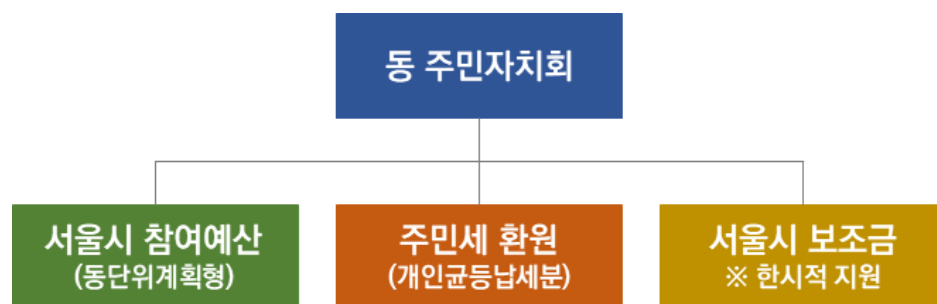 동 주민자치회
서울시 참여예산
(동단위계획형)
주민세 환원
(개인균등납세분)
서울시 보조금
※ 한시적 지원